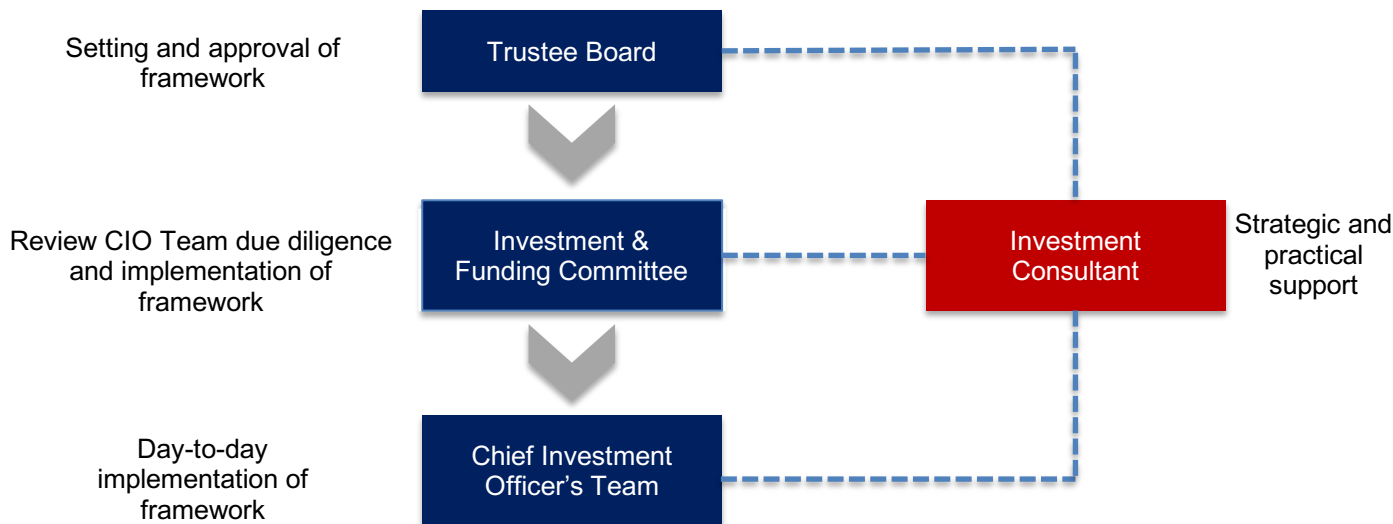 Setting and approval of
framework
Trustee Board
Review CIO Team due diligence
and implementation of
framework
Investment &
Funding Committee
Investment
Consultant
Strategic and
practical
support
Day-to-day
implementation of
framework
Chief Investment
Officer’s Team